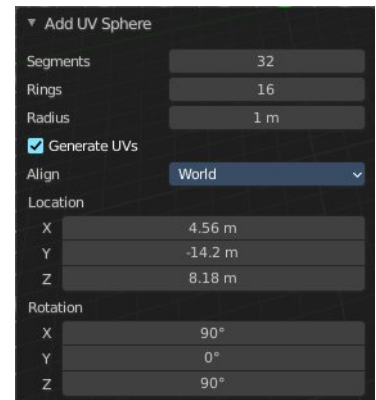 Add UV Sphere
Segments 32
Rings 16
Radius 1 m
Generate UVs
Align World
Location
X 4.56 m
Y -14.2 m
Z 8.18 m
Rotation
X 90°
Y 0°
Z 90°